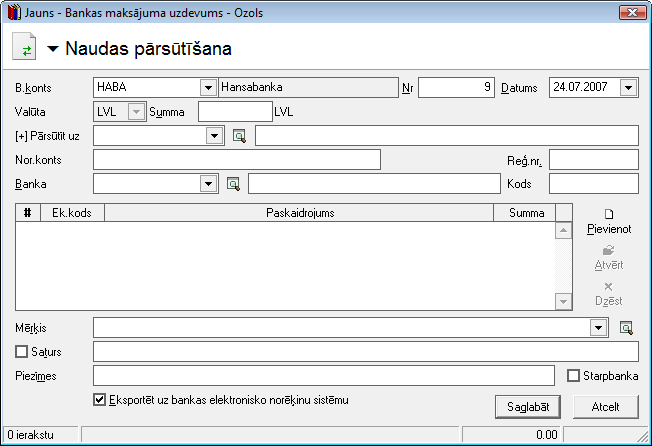 Jauns - Bankas maksājuma uzdevums - Ozols
Naudas pārsūtīšana
B.konts HABA Hansabanka Nr 9 Datums 24.07.2007
Valūta LVL Summa LVL
[+] Pārsūtīt uz
Nor.konts Reģ.nr.
Banka Kods
# Ek.kods Paskaidrojums Summa
Pievienot
Atvērt
Dzēst
Mērķis
Saturs
Piezīmes Starpbanka
Eksportēt uz bankas elektronisko norēķinu sistēmu
Saglabāt Atcelt
0 ierakstu 0.00